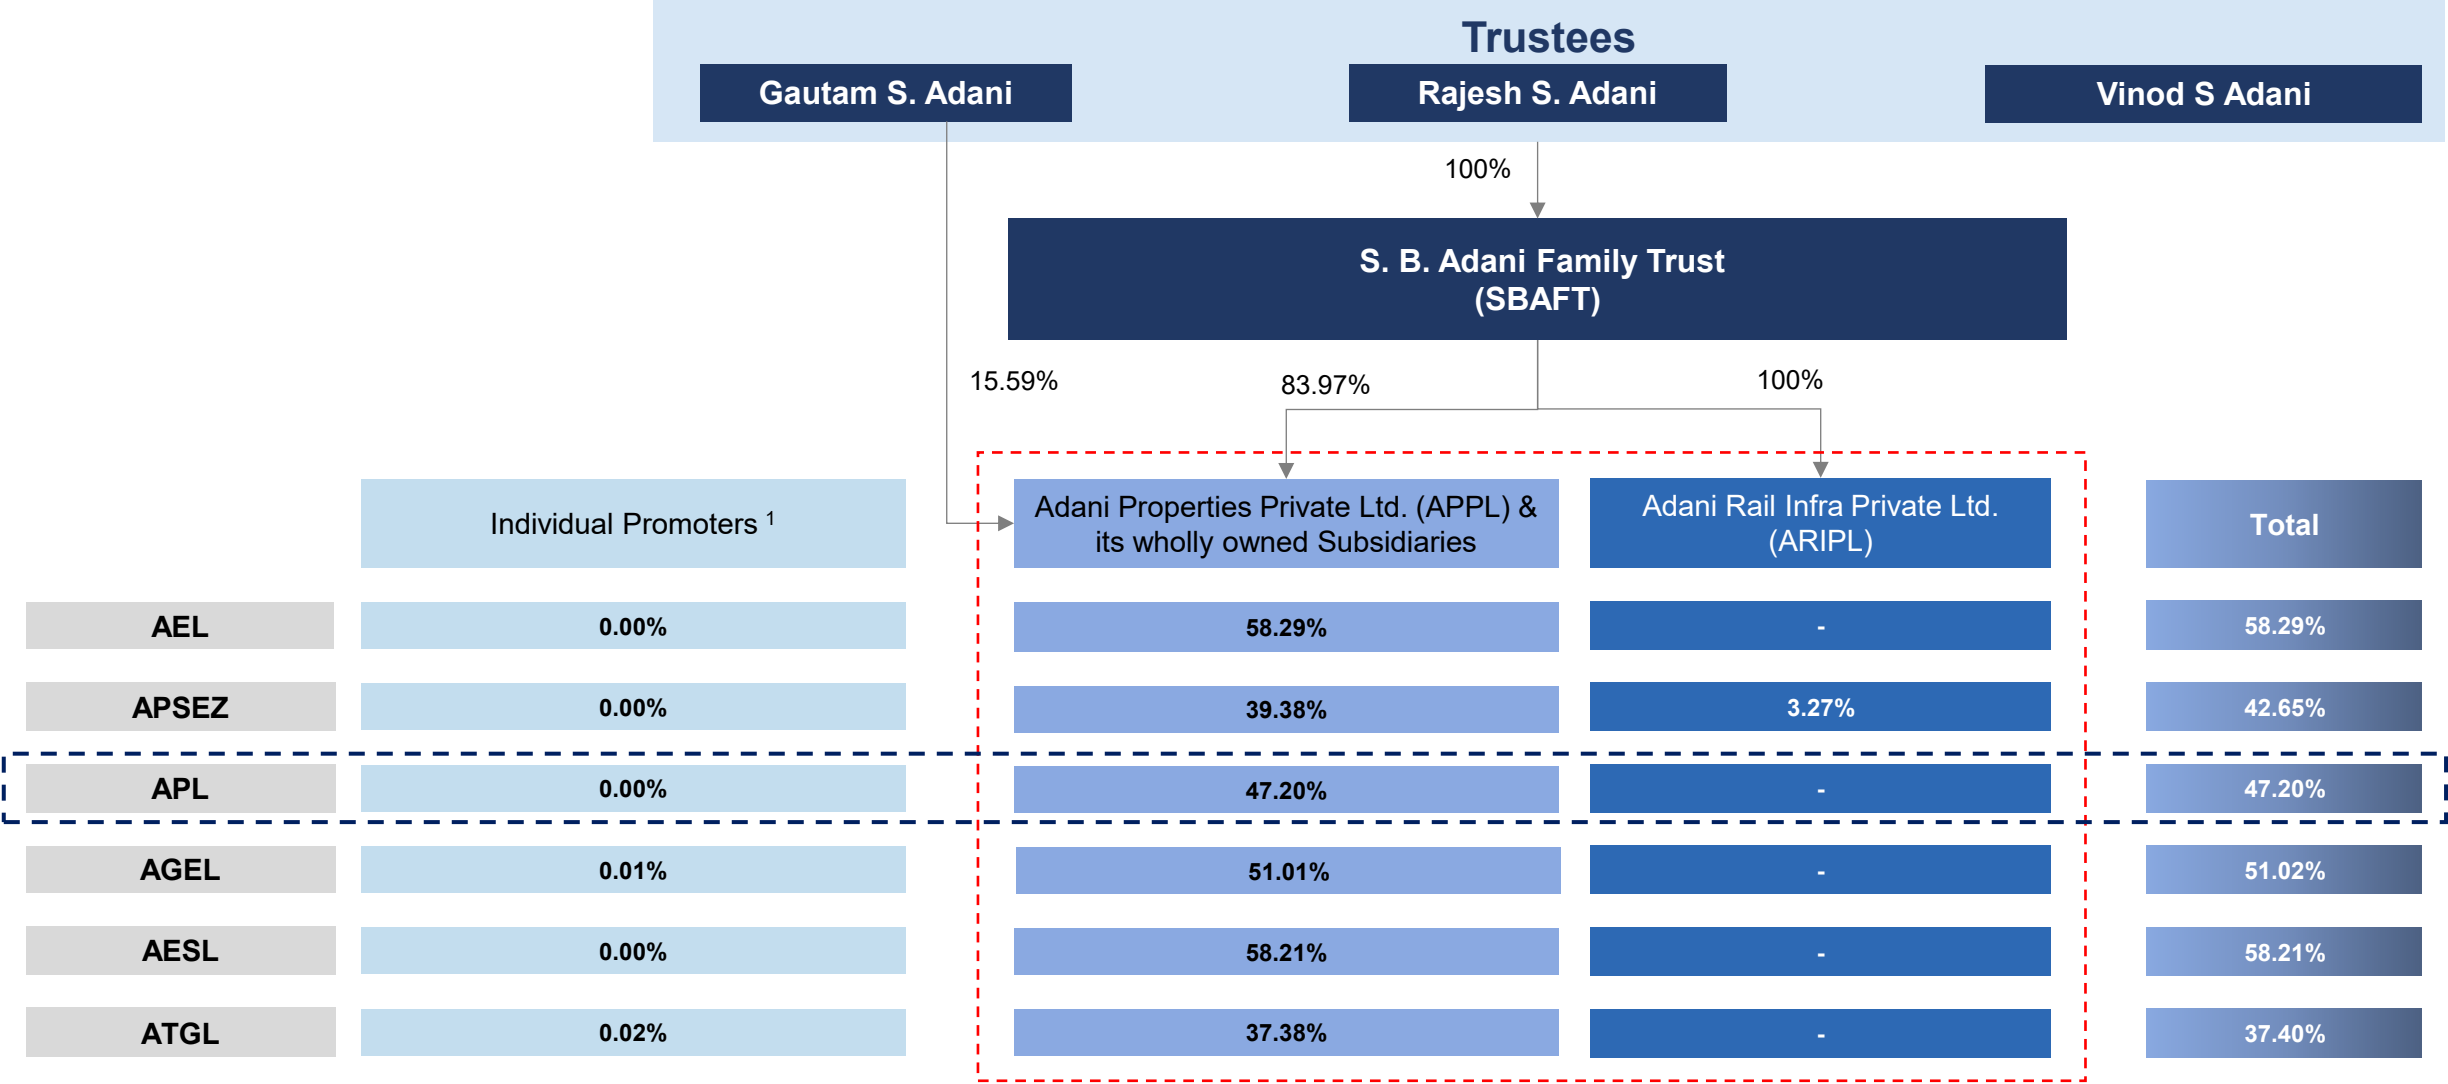 Trustees
Gautam S. Adani
Rajesh S. Adani
Vinod S Adani
100%
S. B. Adani Family Trust
(SBAFT)
15.59%
83.97%
100%
Individual Promoters 1
Adani Properties Private Ltd. (APPL) &
its wholly owned Subsidiaries
Adani Rail Infra Private Ltd.
(ARIPL)
Total
AEL
0.00%
58.29%
-
58.29%
APSEZ
0.00%
39.38%
3.27%
42.65%
APL
0.00%
47.20%
-
47.20%
AGEL
0.01%
51.01%
-
51.02%
AESL
0.00%
58.21%
-
58.21%
ATGL
0.02%
37.38%
-
37.40%